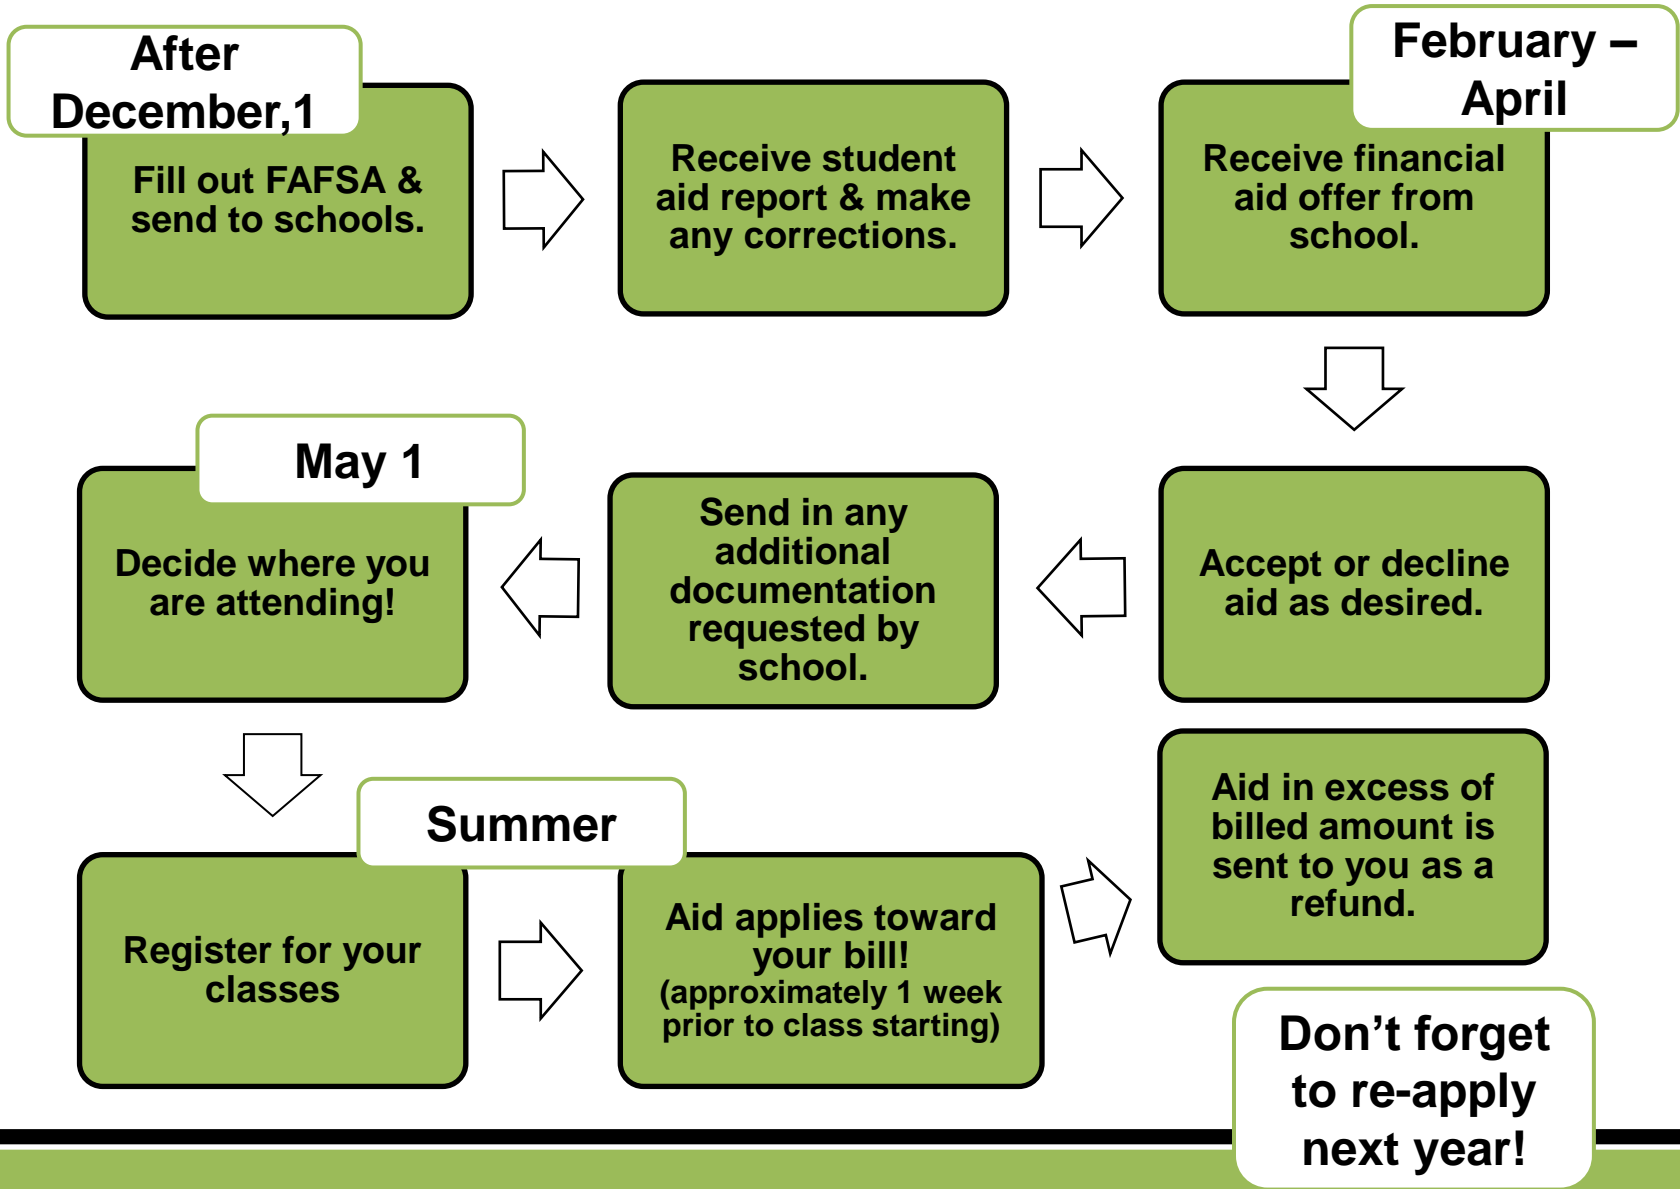 After
December,1
Fill out FAFSA &
send to schools.
Receive student
aid report & make
any corrections.
February –
April
Receive financial
aid offer from
school.
Accept or decline
aid as desired.
Send in any
additional
documentation
requested by
school.
May 1
Decide where you
are attending!
Summer
Register for your
classes
Aid applies toward
your bill!
(approximately 1 week
prior to class starting)
Aid in excess of
billed amount is
sent to you as a
refund.
Don’t forget
to re-apply
next year!